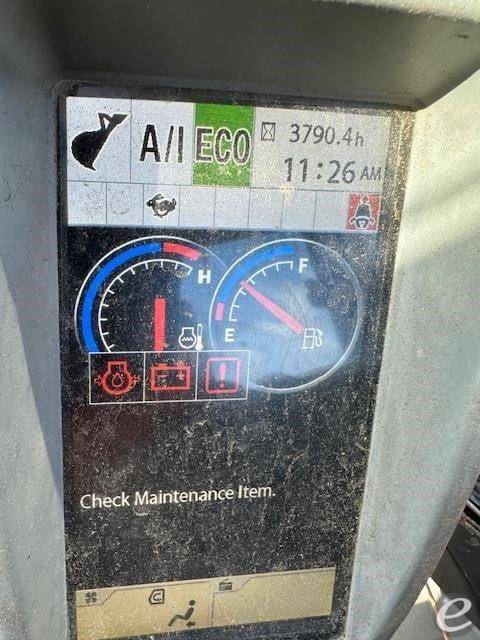 A/I ECO 3790.4h
11:26 AM
H F
E
Check Maintenance Item.
e